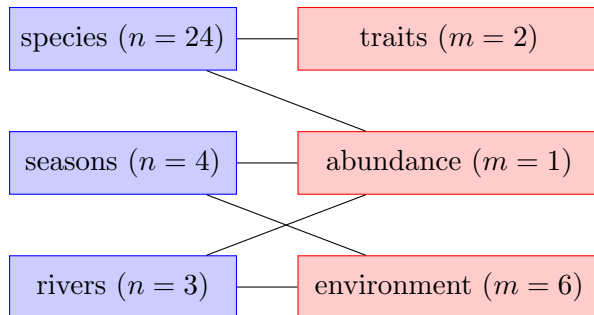 species (n = 24)
traits (m = 2)
seasons (n = 4)
abundance (m = 1)
rivers (n = 3)
environment (m = 6)